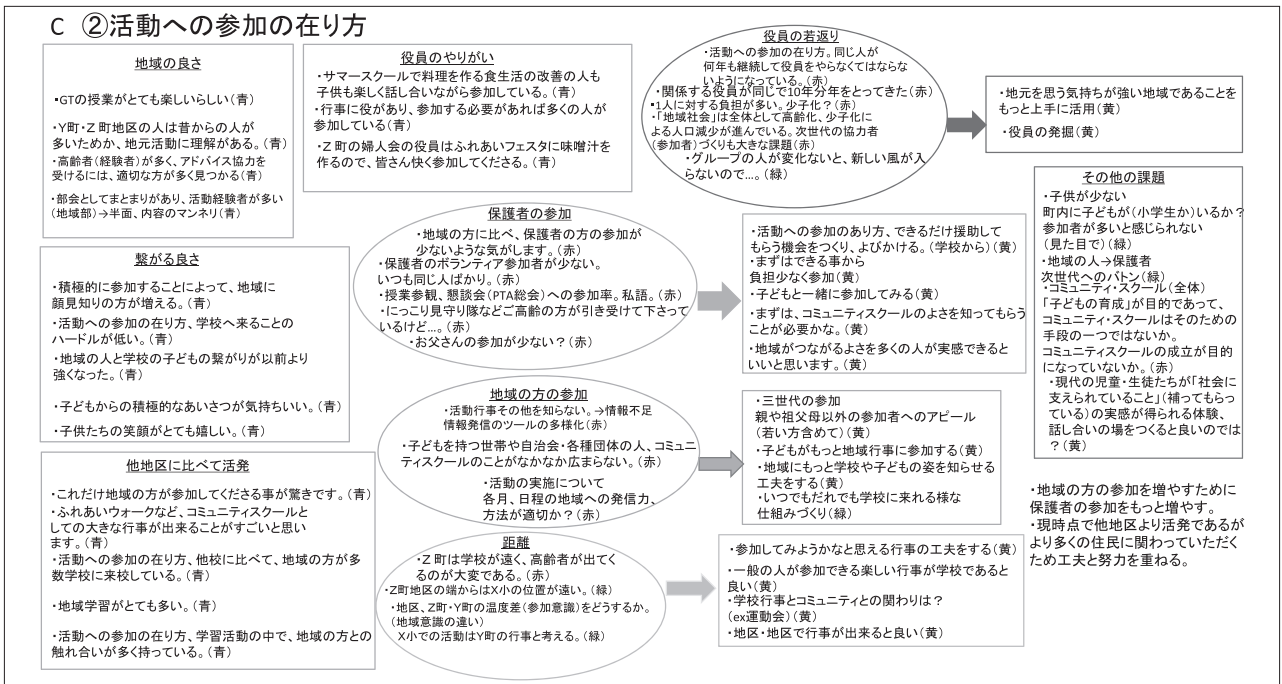 C ②活動への参加の在り方
地域の良さ
・GTの授業がとても楽しいらしい(青)
・Y町・Z 町地区の人は昔からの人が
多いためか、地元活動に理解がある。(青)
・高齢者(経験者)が多く、アドバイス協力を
受けるには、適切な方が多く見つかる(青)
・部会としてまとまりがあり、活動経験者が多い
(地域部)→半面、内容のマンネリ(青)
役員のやりがい
・サマースクールで料理を作る食生活の改善の人も
子供も楽しく話し合いながら参加している。(青)
・行事に役があり、参加する必要があれば多くの人が
参加している(青)
・Z 町の婦人会の役員はふれあいフェスタに味噌汁を
作るので、皆さん快く参加してくださる。(青)
役員の若返り
・活動への参加の在り方。同じ人が
何年も継続して役員をやらなくてはならな
いようになっている。(赤)
・関係する役員が同じで10年分年をとってきた(赤)
・1人に対する負担が多い。少子化?(赤)
・「地域社会」は全体として高齢化、少子化に
よる人口減少が進んでいる。次世代の協力者
(参加者)づくりも大きな課題(赤)
・グループの人が変化ないと、新しい風が入
らないので…。(緑)
・地元を思う気持ちが強い地域であることを
もっと上手に活用(黄)
・役員の発掘(黄)
繋がる良さ
・積極的に参加することによって、地域に
顔見知りの方が増える。(青)
・活動への参加の在り方、学校へ来ることの
ハードルが低い。(青)
・地域の人と学校の子どもの繋がりが以前より
強くなった。(青)
・子どもからの積極的なあいさつが気持ちいい。(青)
・子供たちの笑顔がとても嬉しい。(青)
保護者の参加
・地域の方に比べ、保護者の方の参加が
少ないような気がします。(赤)
・保護者のボランティア参加者が少ない。
いつも同じ人ばかり。(赤)
・授業参観、懇談会(PTA総会)への参加率。私語。(赤)
・にっこり見守り隊などご高齢の方が引き受けて下さって
いるけど…。(赤)
・お父さんの参加が少ない?(赤)
・活動への参加のあり方、できるだけ援助して
もらう機会をつくり、よびかける。(学校から)(黄)
・まずはできる事から
負担少なく参加(黄)
・子どもと一緒に参加してみる(黄)
・まずは、コミュニティスクールのよさを知ってもらう
ことが必要かな。(黄)
・地域がつながるよさを多くの人が実感できると
いいと思います。(黄)
その他の課題
・子供が少ない
町内に子どもが(小学生か)いるか?
参加者が多いと感じられない
(見た目で)(緑)
・地域の人→保護者
次世代へのバトン(緑)
・コミュニティ・スクール(全体)
「子どもの育成」が目的であって、
コミュニティ・スクールはそのための
手段の一つではないか。
コミュニティスクールの成立が目的
になっていないか。(赤)
・現代の児童・生徒たちが「社会に
支えられていること」(補ってもらっ
ている)の実感が得られる体験、
話し合いの場をつくると良いのでは
?(黄)
他地区に比べて活発
・これだけ地域の方が参加してくださる事が驚きです。(青)
・ふれあいウォークなど、コミュニティスクールと
しての大きな行事が出来ることがすごいと思い
ます。(青)
・活動への参加の在り方、他校に比べて、地域の方が多
数学校に来校している。(青)
・地域学習がとても多い。(青)
・活動への参加の在り方、学習活動の中で、地域の方との
触れ合いが多く持っている。(青)
地域の方の参加
・活動行事その他を知らない。→情報不足
情報発信のツールの多様化(赤)
・子どもを持つ世帯や自治会・各種団体の人、コミュニ
ティスクールのことがなかなか広まらない。(赤)
・活動の実施について
各月、日程の地域への発信力、
方法が適切か?(赤)
・三世代の参加
親や祖父母以外の参加者へのアピール
(若い方含めて)(黄)
・子どもがもっと地域行事に参加する(黄)
・地域にもっと学校や子どもの姿を知らせる
工夫をする(黄)
・いつでもだれでも学校に来れる様な
仕組みづくり(緑)
距離
・Z 町は学校が遠く、高齢者が出てく
るのが大変である。(赤)
・Z町地区の端からはX小の位置が遠い。(緑)
・地区、Z町・Y町の温度差(参加意識)をどうするか。
(地域意識の違い)
X小での活動はY町の行事と考える。(緑)
・参加してみようかなと思える行事の工夫をする(黄)
・一般の人が参加できる楽しい行事が学校であると
良い(黄)
・学校行事とコミュニティとの関わりは?
(ex運動会)(黄)
・地区・地区で行事が出来ると良い(黄)
・地域の方の参加を増やすために
保護者の参加をもっと増やす。
・現時点で他地区より活発であるが
より多くの住民に関わっていただく
ため工夫と努力を重ねる。